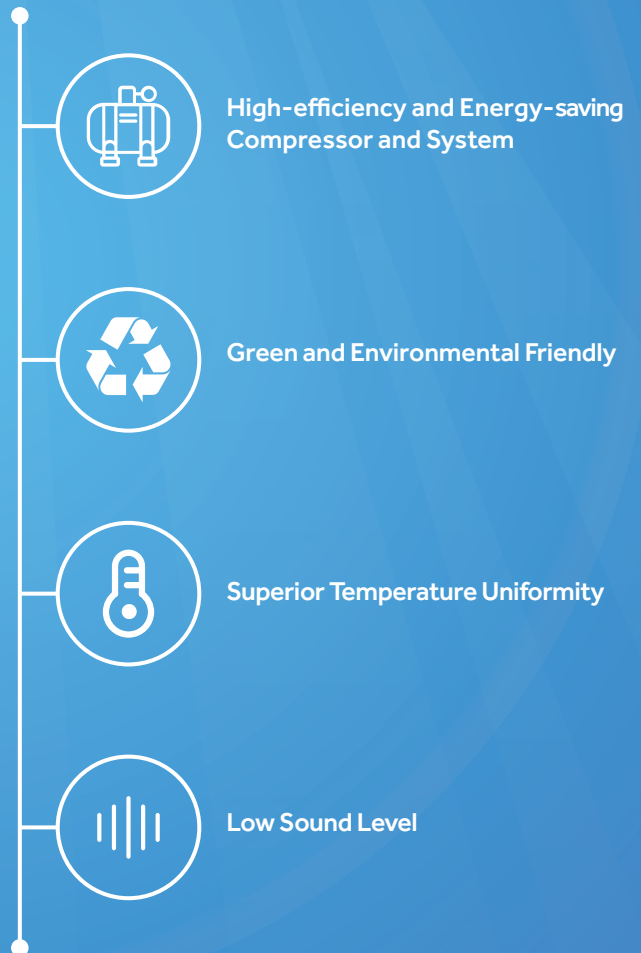 High-efficiency and Energy-saving
Compressor and System
Green and Environmental Friendly
Superior Temperature Uniformity
Low Sound Level